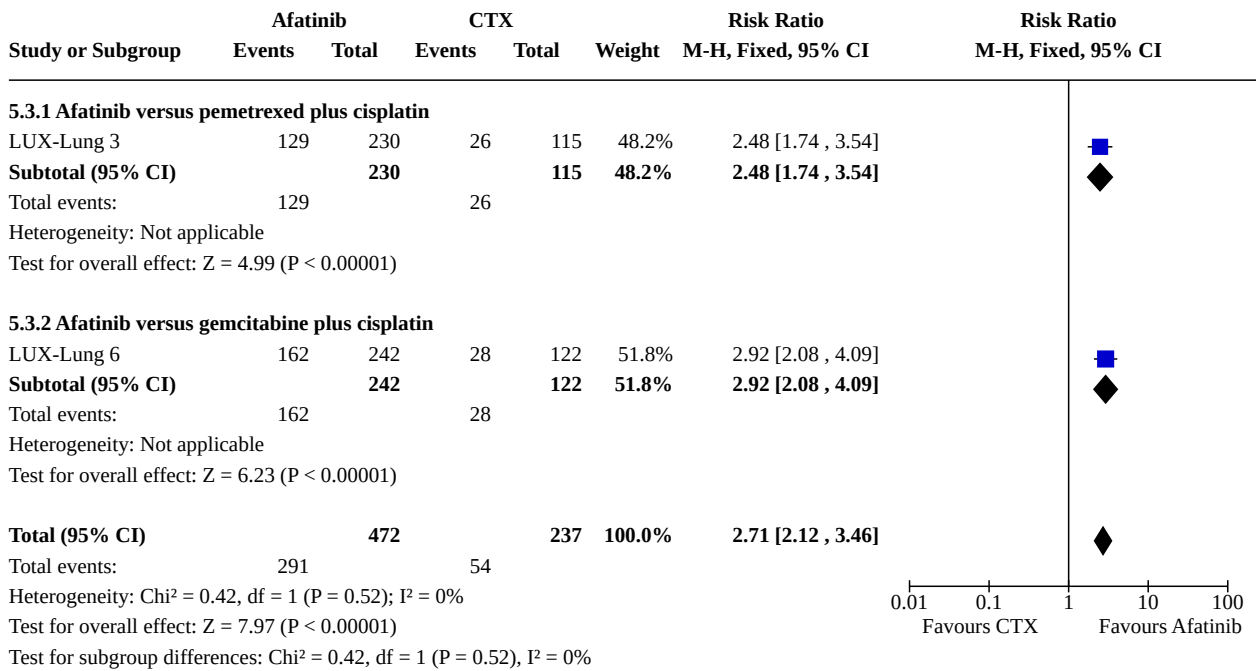 Afatinib CTX Risk Ratio Risk Ratio
Study or Subgroup Events Total Events Total Weight M-H, Fixed, 95% CI M-H, Fixed, 95% CI
5.3.1 Afatinib versus pemetrexed plus cisplatin
LUX-Lung 3 129 230 26 115 48.2% 2.48 [1.74 , 3.54]
Subtotal (95% CI) 230 115 48.2% 2.48 [1.74 , 3.54]
Total events: 129 26
Heterogeneity: Not applicable
Test for overall effect: Z = 4.99 (P < 0.00001)
5.3.2 Afatinib versus gemcitabine plus cisplatin
LUX-Lung 6 162 242 28 122 51.8% 2.92 [2.08 , 4.09]
Subtotal (95% CI) 242 122 51.8% 2.92 [2.08 , 4.09]
Total events: 162 28
Heterogeneity: Not applicable
Test for overall effect: Z = 6.23 (P < 0.00001)
Total (95% CI) 472 237 100.0% 2.71 [2.12 , 3.46]
Total events: 291 54
Heterogeneity: Chi² = 0.42, df = 1 (P = 0.52); I² = 0%
0.01 0.1 1 10 100
Test for overall effect: Z = 7.97 (P < 0.00001) Favours CTX Favours Afatinib
Test for subgroup differences: Chi² = 0.42, df = 1 (P = 0.52), I² = 0%